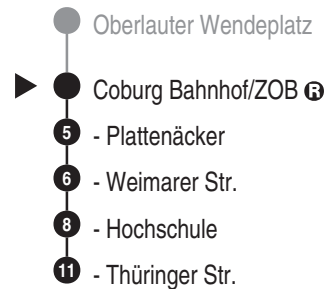 Oberlauter Wendeplatz
Coburg Bahnhof/ZOB R
5 - Plattenäcker
6 - Weimarer Str.
8 - Hochschule
11 - Thüringer Str.